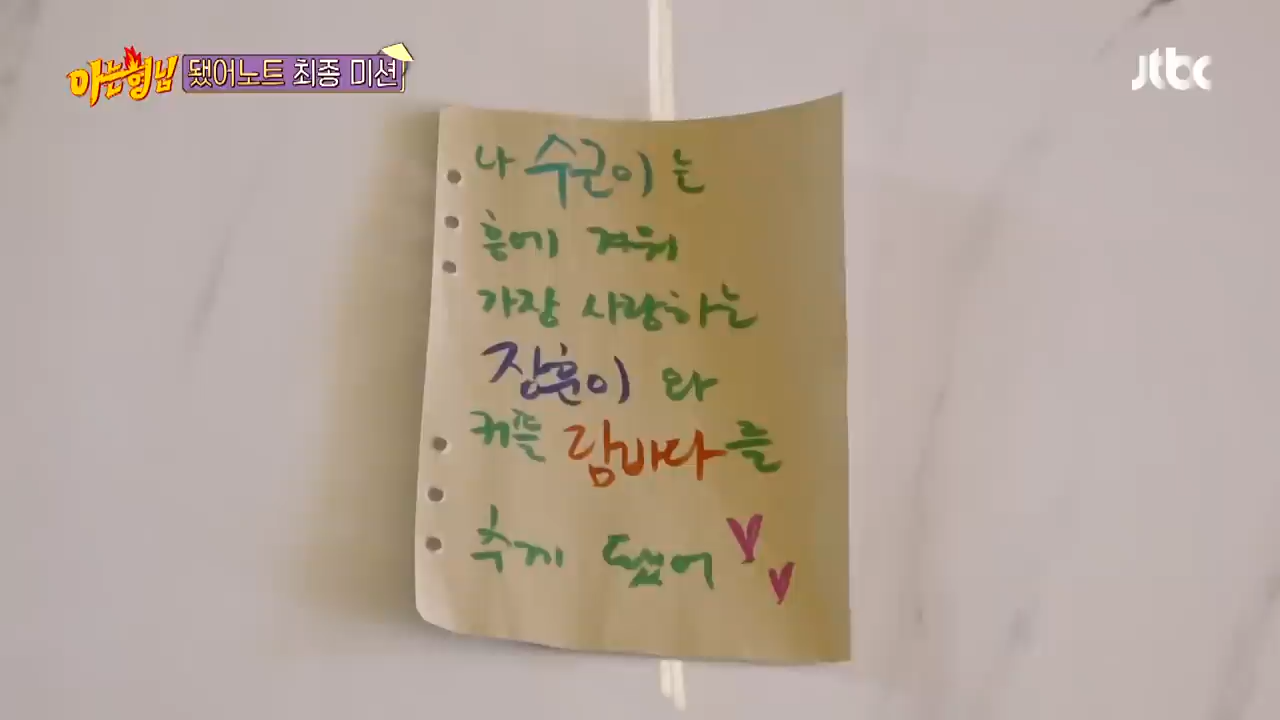 아는형님 됐어노트 최종 미션
jtbc
나 수근이는
흥에 겨워
가장 사랑하는
장훈이와
커플 람바다를
추게 됐어